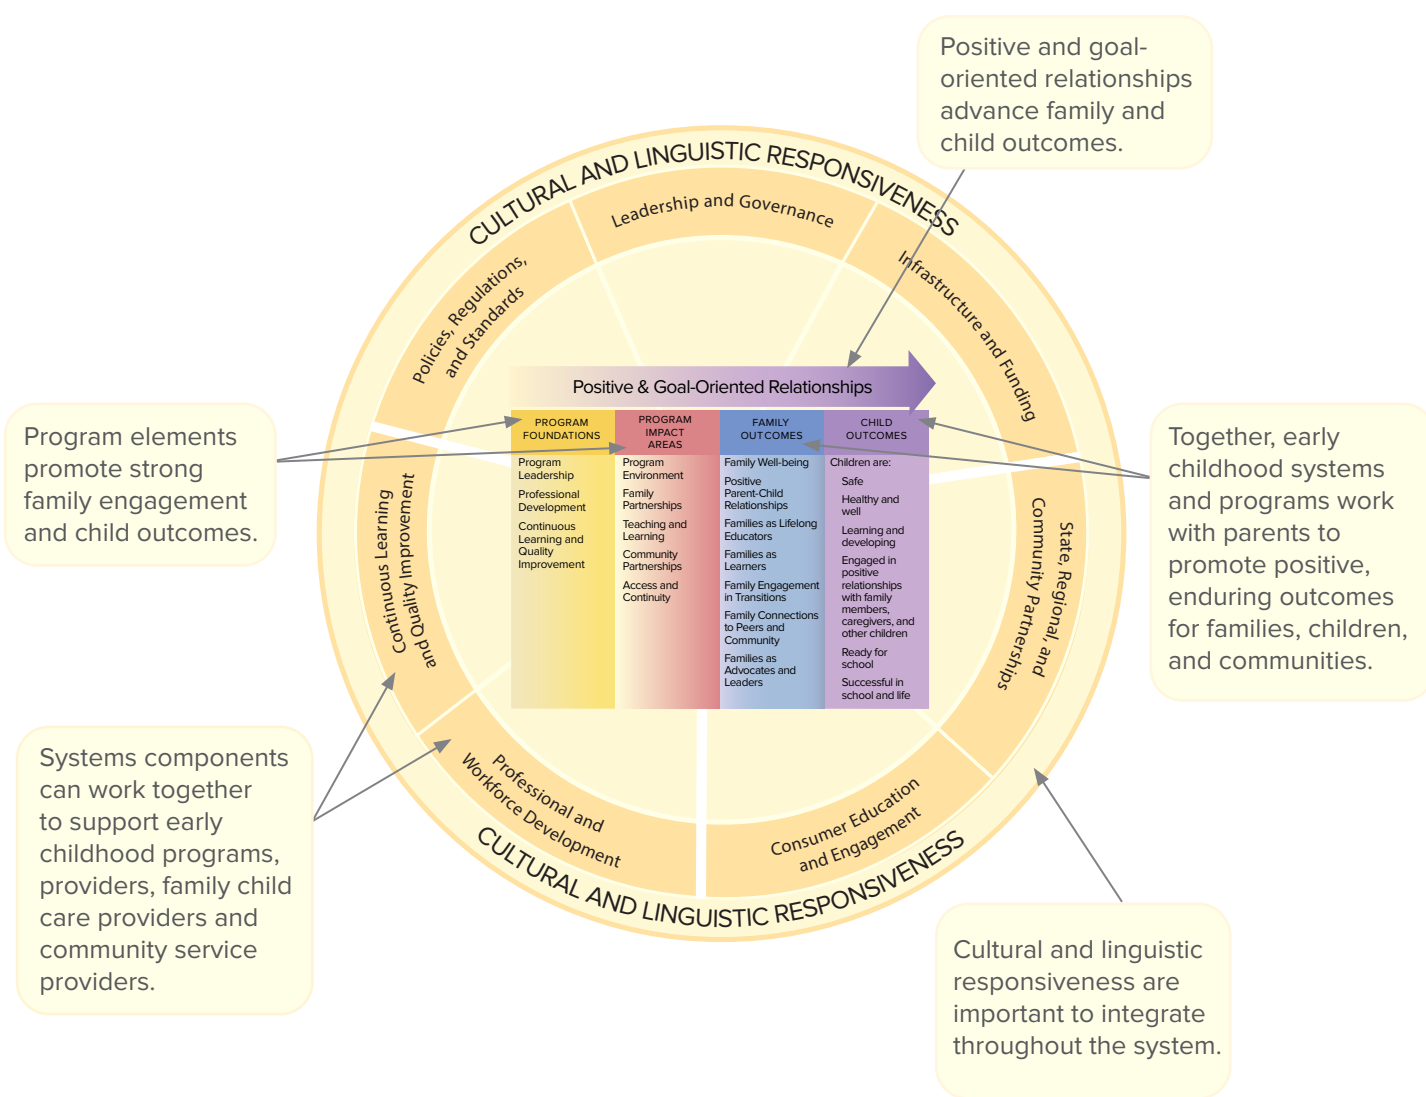 Positive and goal-
oriented relationships
advance family and
child outcomes.
CULTURAL AND LINGUISTIC RESPONSIVENESS
Leadership and Governance
Policies, Regulations,
and Standards
Infrastructure and Funding
Positive & Goal-Oriented Relationships
Program elements
promote strong
family engagement
and child outcomes.
PROGRAM
FOUNDATIONS
Program
Leadership
Professional
Development
Continuous
Learning and
Quality
Improvement
PROGRAM
IMPACT
AREAS
Program
Environment
Family
Partnerships
Teaching and
Learning
Community
Partnerships
Access and
Continuity
FAMILY
OUTCOMES
Family Well-being
Positive
Parent-Child
Relationships
Families as Lifelong
Educators
Families as
Learners
Family Engagement
in Transitions
Family Connections
to Peers and
Community
Families as
Advocates and
Leaders
CHILD
OUTCOMES
Children are:
Safe
Healthy and
well
Learning and
developing
Engaged in
positive
relationships
with family
members,
caregivers, and
other children
Ready for
school
Successful in
school and life
Together, early
childhood systems
and programs work
with parents to
promote positive,
enduring outcomes
for families, children,
and communities.
Continuous Learning
and Quality Improvement
State, Regional, and
Community Partnerships
Systems components
can work together
to support early
childhood programs,
providers, family child
care providers and
community service
providers.
Professional and
Workforce Development
Consumer Education
and Engagement
CULTURAL AND LINGUISTIC RESPONSIVENESS
Cultural and linguistic
responsiveness are
important to integrate
throughout the system.